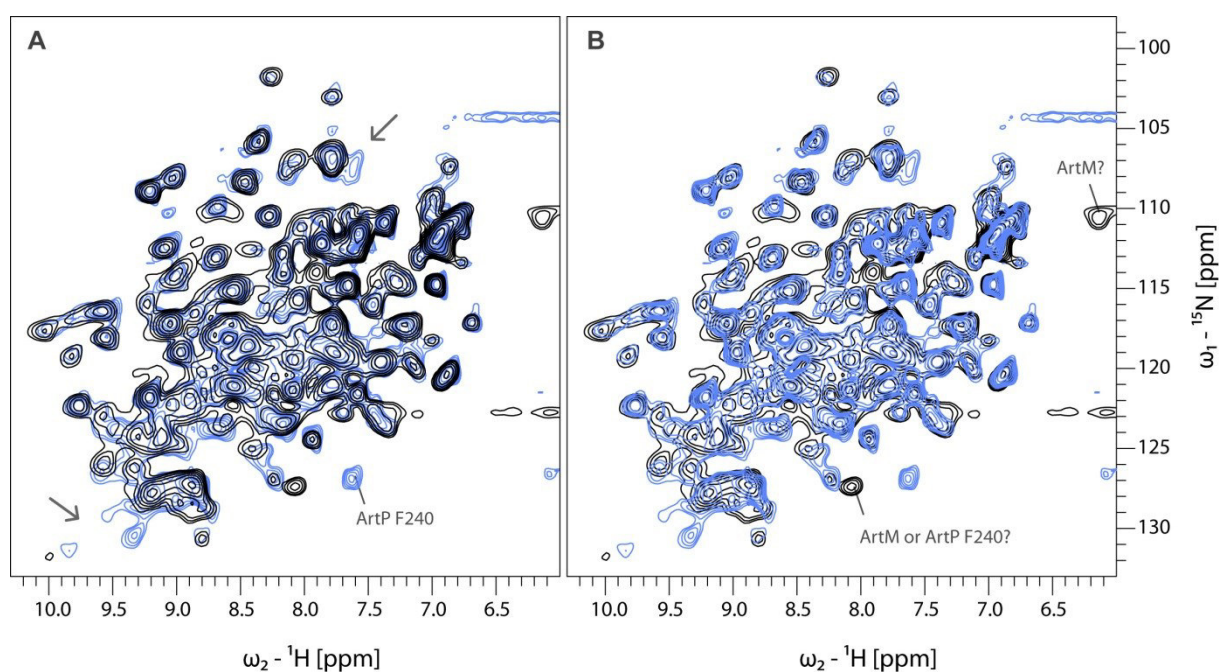 A
B
100
105
110
115
120
125
130
ω₁ - ¹⁵N [ppm]
ArtM?
ArtP F240
ArtM or ArtP F240?
10.0 9.5 9.0 8.5 8.0 7.5 7.0 6.5
10.0 9.5 9.0 8.5 8.0 7.5 7.0 6.5
ω₂ - ¹H [ppm]
ω₂ - ¹H [ppm]